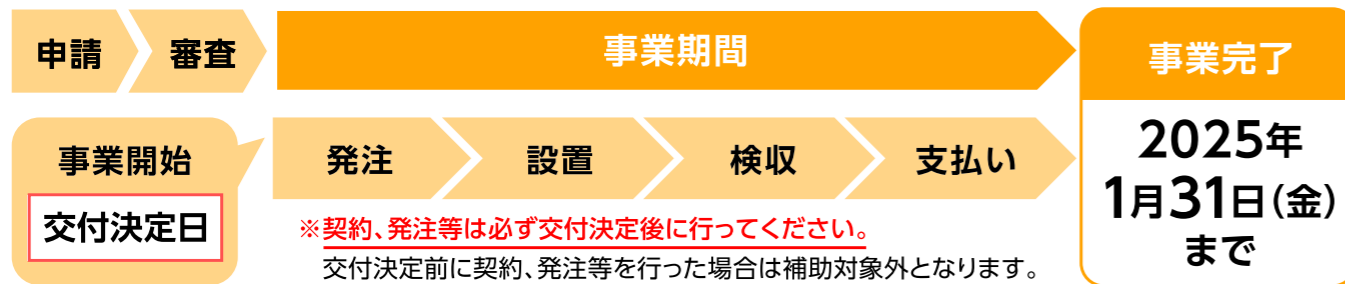 申請
審査
事業期間
事業完了
2025年
1月31日(金)
まで
事業開始
交付決定日
発注
設置
検収
支払い
※契約、発注等は必ず交付決定後に行ってください。
交付決定前に契約、発注等を行った場合は補助対象外となります。